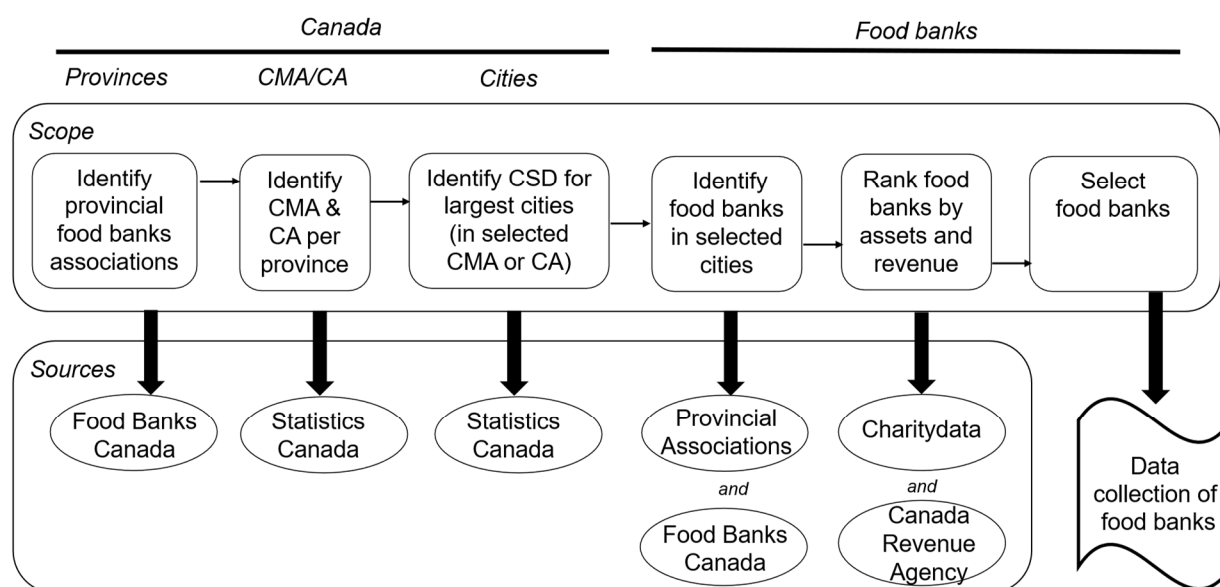 Canada
Food banks
Provinces
CMA/CA
Cities
Scope
Identify
provincial
food banks
associations
Identify
CMA &
CA per
province
Identify CSD for
largest cities
(in selected
CMA or CA)
Identify
food banks
in selected
cities
Rank food
banks by
assets and
revenue
Select
food banks
Sources
Food Banks
Canada
Statistics
Canada
Statistics
Canada
Provincial
Associations
and
Food Banks
Canada
Charitydata
and
Canada
Revenue
Agency
Data
collection of
food banks